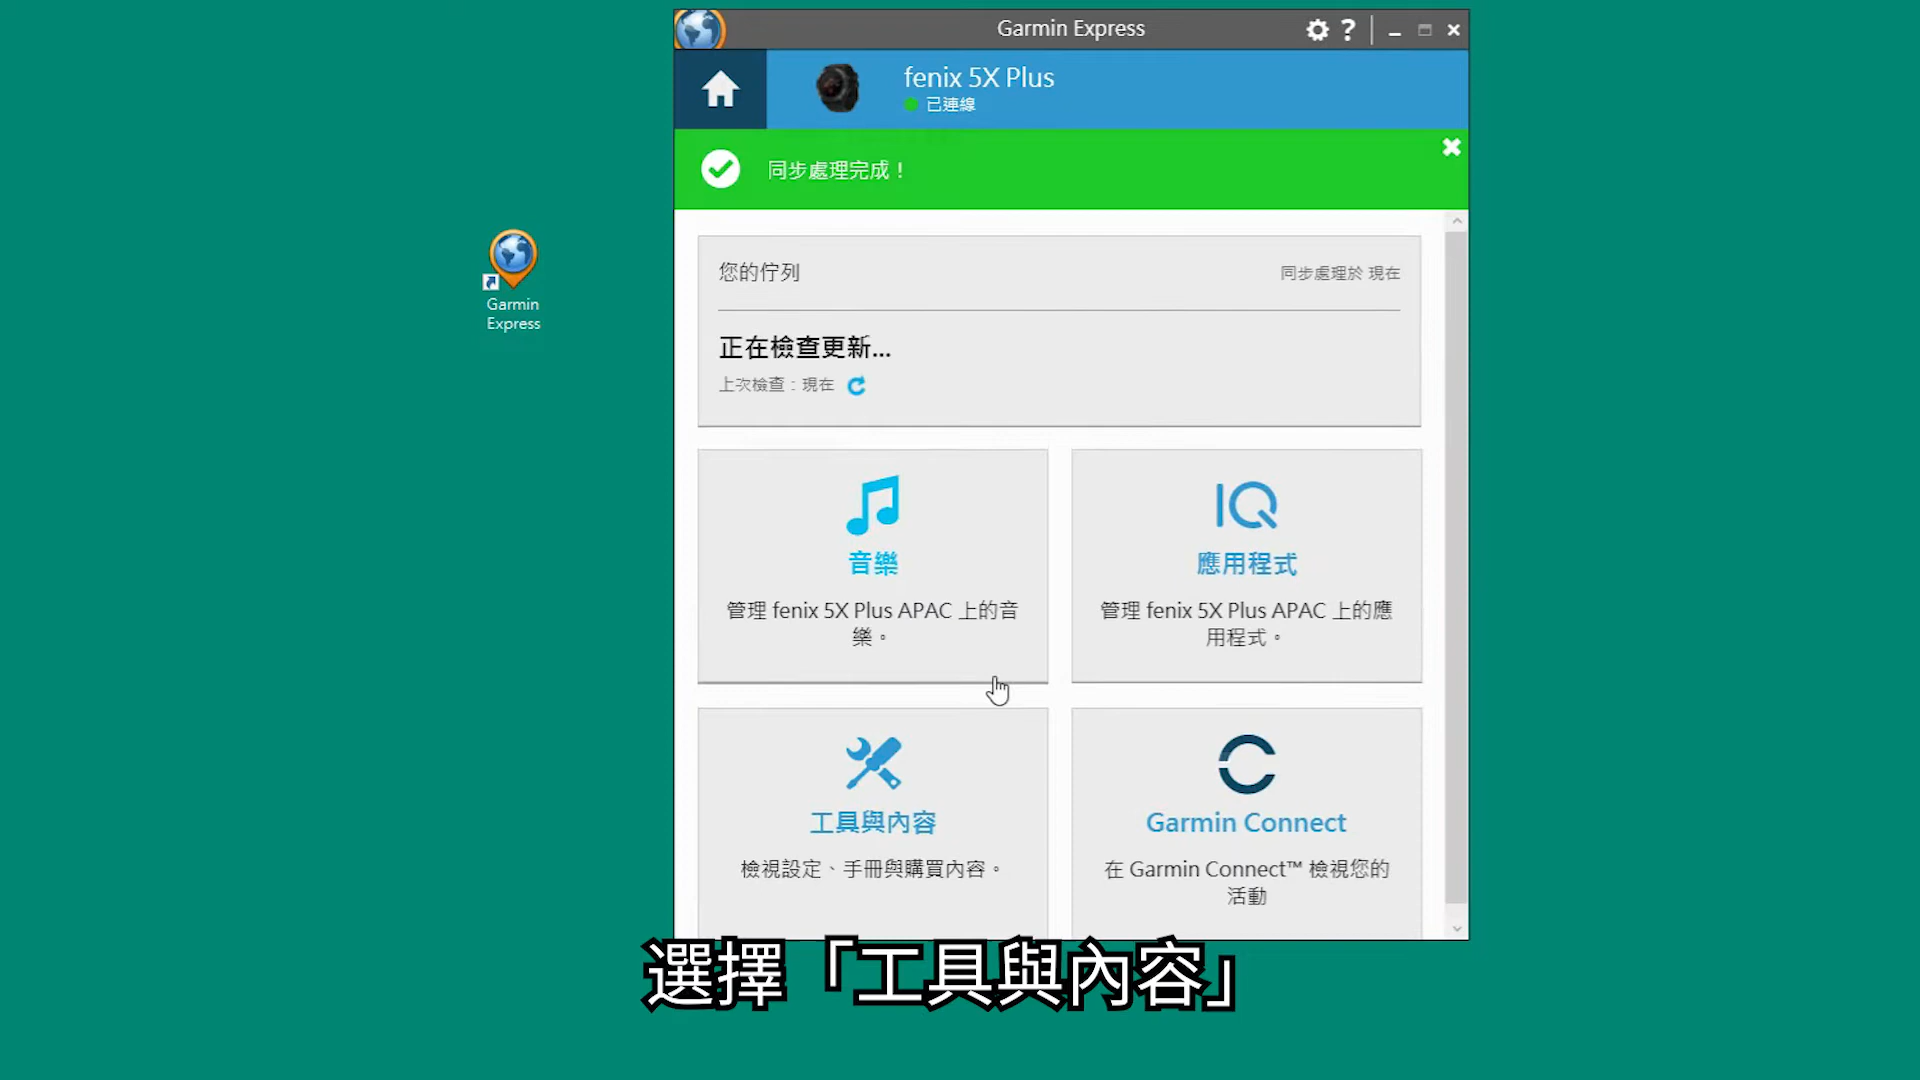 Garmin Express
fenix 5X Plus
已連線
同步處理完成！
Garmin
Express
您的佇列
同步處理於 現在
正在檢查更新...
上次檢查：現在
音樂
管理 fenix 5X Plus APAC 上的音
樂。
IQ
應用程式
管理 fenix 5X Plus APAC 上的應
用程式。
工具與內容
檢視設定、手冊與購買內容。
Garmin Connect
在 Garmin Connect™ 檢視您的
活動
選擇「工具與內容」